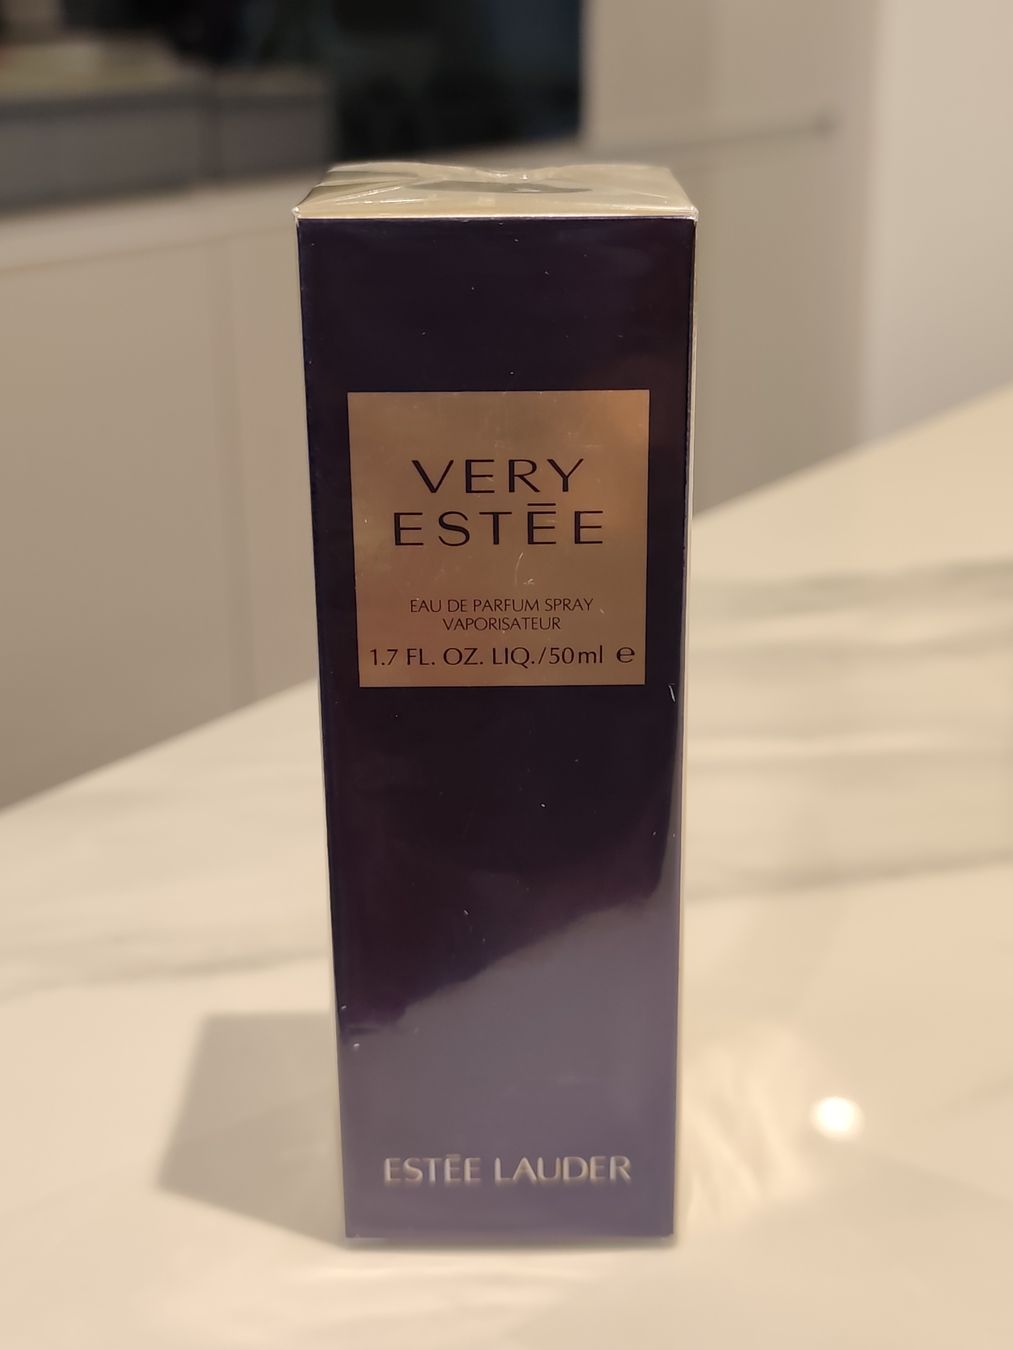 VERY
ESTĒE
EAU DE PARFUM SPRAY
VAPORISATEUR
1.7 FL. OZ. LIQ./50ml ℮
ESTĒE LAUDER